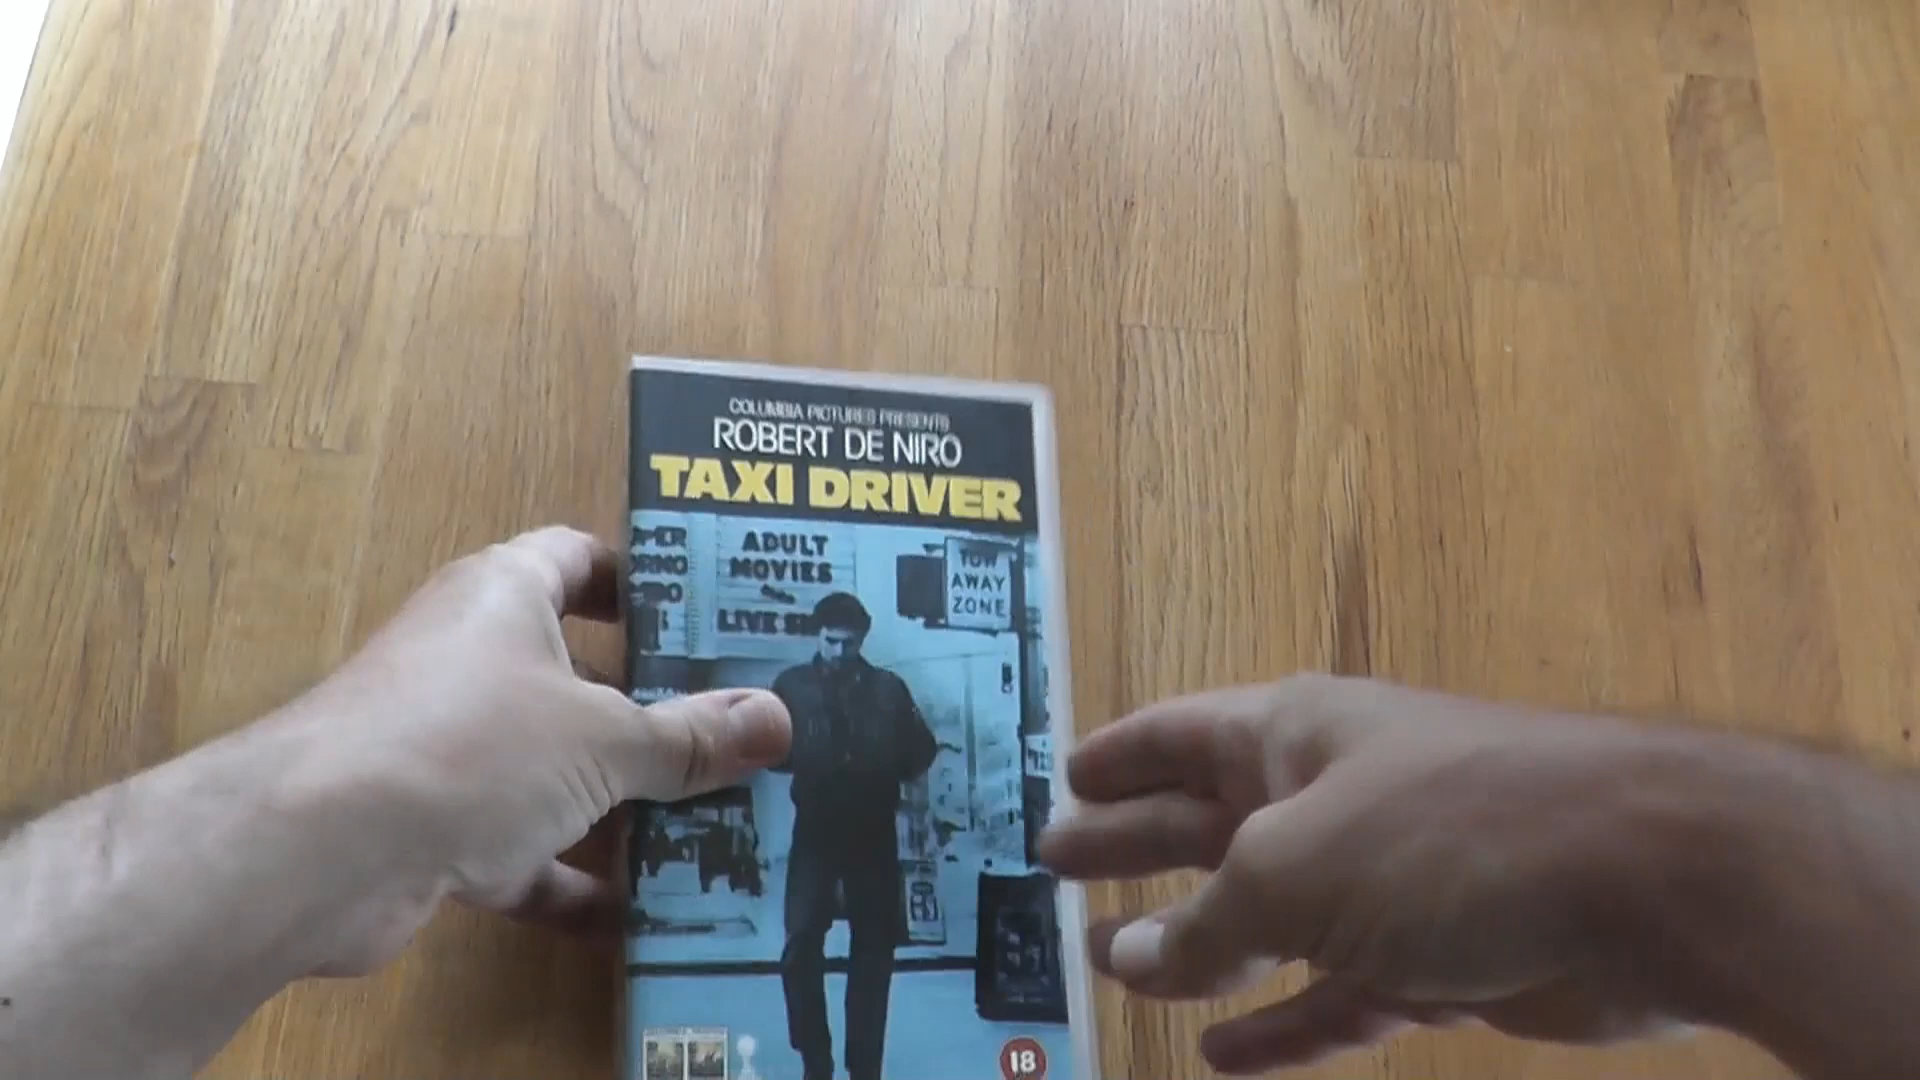 COLUMBIA PICTURES PRESENTS
ROBERT DE NIRO
TAXI DRIVER
ADULT
MOVIES
LIVE
TOW
AWAY
ZONE
18